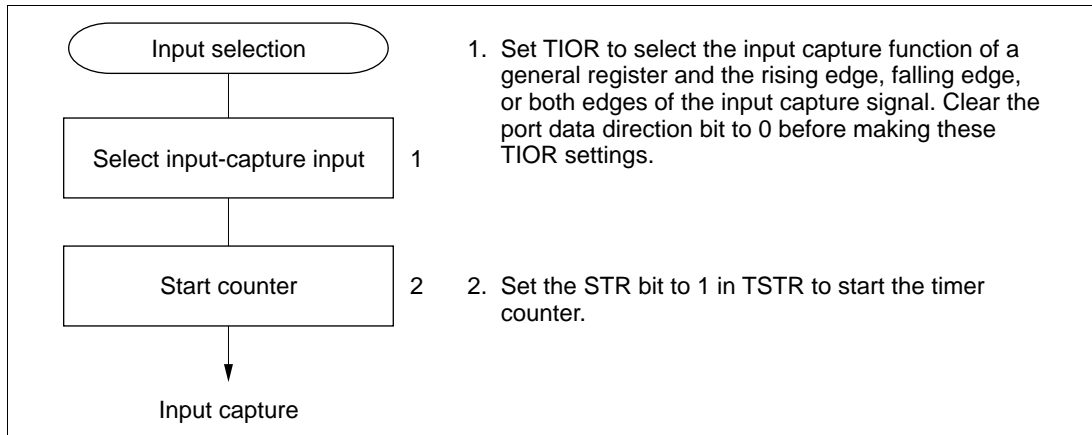 Input selection
1. Set TIOR to select the input capture function of a
general register and the rising edge, falling edge,
or both edges of the input capture signal. Clear the
port data direction bit to 0 before making these
TIOR settings.
Select input-capture input 1
Start counter 2
2. Set the STR bit to 1 in TSTR to start the timer
counter.
Input capture